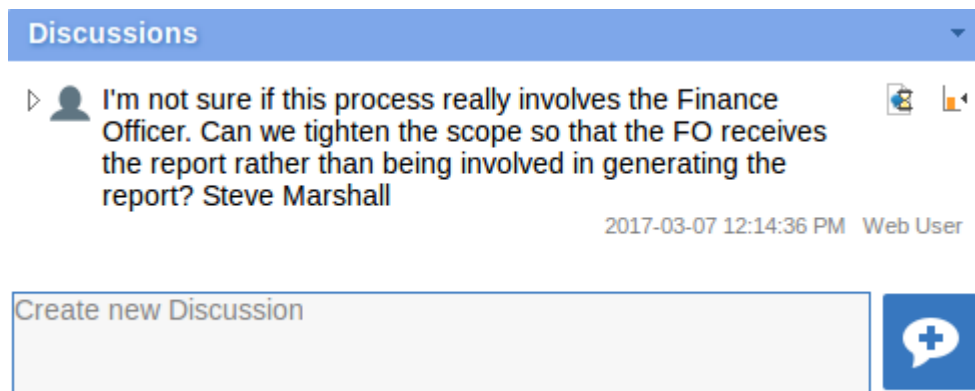 Discussions
I'm not sure if this process really involves the Finance
Officer. Can we tighten the scope so that the FO receives
the report rather than being involved in generating the
report? Steve Marshall
2017-03-07 12:14:36 PM Web User
Create new Discussion